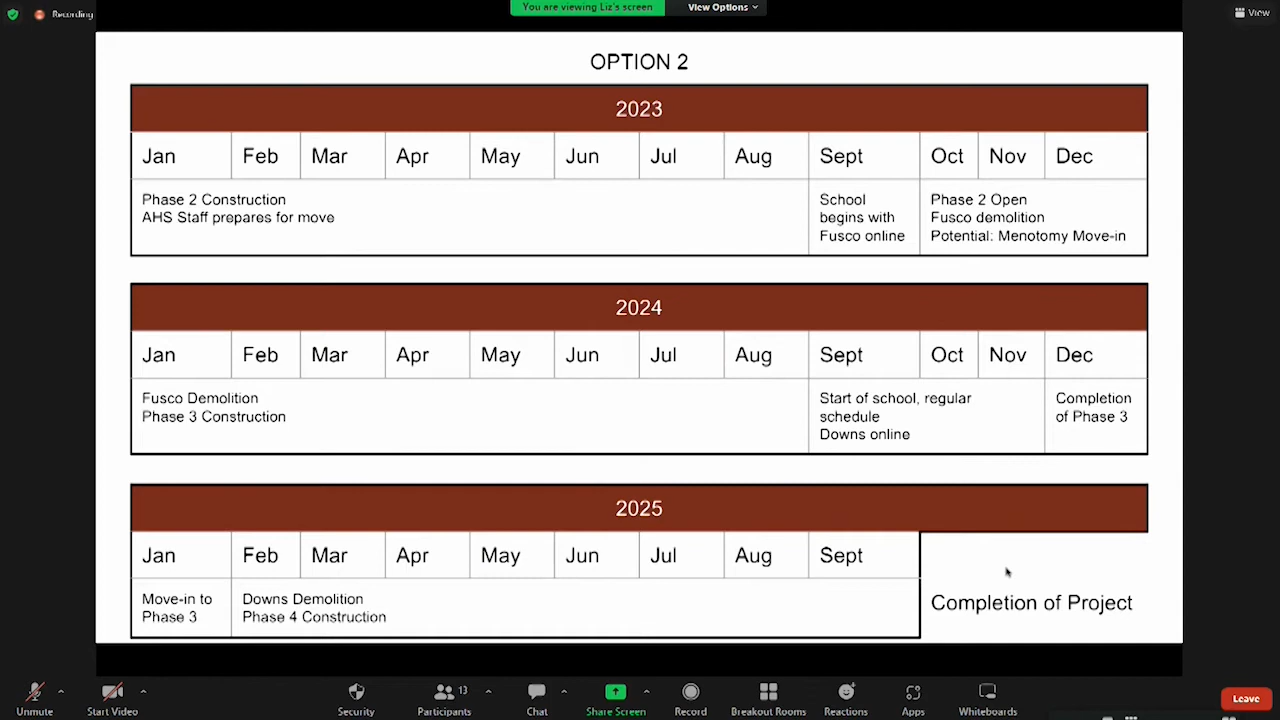 Recording
You are viewing Liz's screen
View Options
View
OPTION 2
2023
Jan Feb Mar Apr May Jun Jul Aug Sept Oct Nov Dec
Phase 2 Construction
AHS Staff prepares for move
School
begins with
Fusco online
Phase 2 Open
Fusco demolition
Potential: Menotomy Move-in
2024
Jan Feb Mar Apr May Jun Jul Aug Sept Oct Nov Dec
Fusco Demolition
Phase 3 Construction
Start of school, regular
schedule
Downs online
Completion
of Phase 3
2025
Jan Feb Mar Apr May Jun Jul Aug Sept
Move-in to
Phase 3
Downs Demolition
Phase 4 Construction
Completion of Project
13
Unmute Start Video Security Participants Chat Share Screen Record Breakout Rooms Reactions Apps Whiteboards Leave